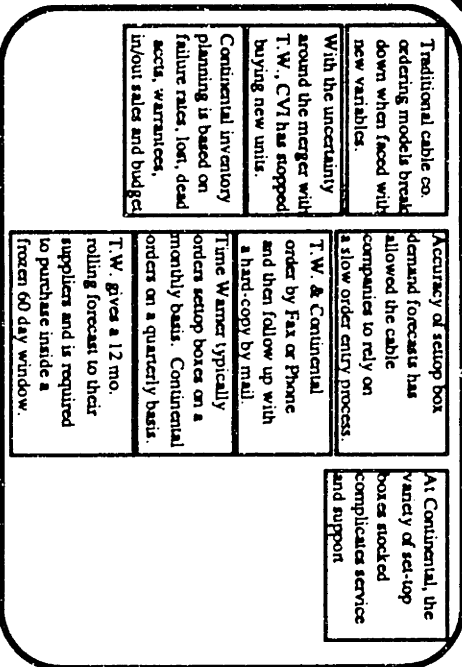 Traditional cable co.
ordering models break
down when faced with
new variables.
With the uncertainty
around the merger with
T.W., CVI has stopped
buying new units.
Continental inventory
planning is based on
failure rates, lost, dead
accts, warrantees,
in/out sales and budget
Accuracy of settop box
demand forecasts has
allowed the cable
companies to rely on
a slow order entry process.
T.W. & Continental
order by Fax or Phone
and then follow up with
a hard-copy by mail.
Time Warner typically
orders settop boxes on a
monthly basis. Continental
orders on a quarterly basis.
T.W. gives a 12 mo.
rolling forecast to their
suppliers and is required
to purchase inside a
frozen 60 day window.
At Continental, the
variety of set-top
boxes stocked
complicates service
and support